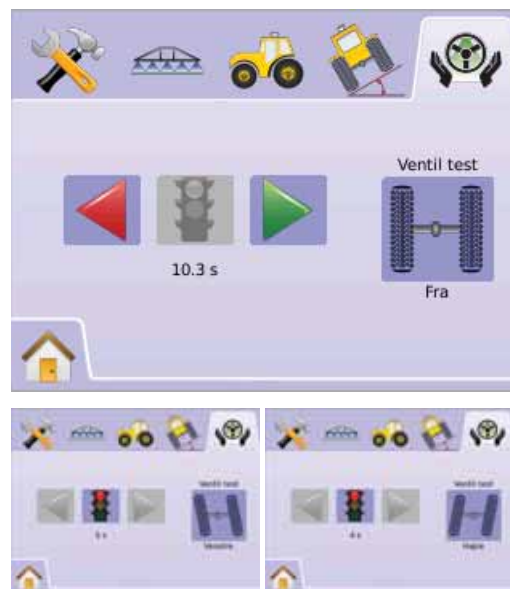 Ventil test
10.3 s
Fra
Ventil test
5 s
Venstre
Ventil test
4 s
Højre